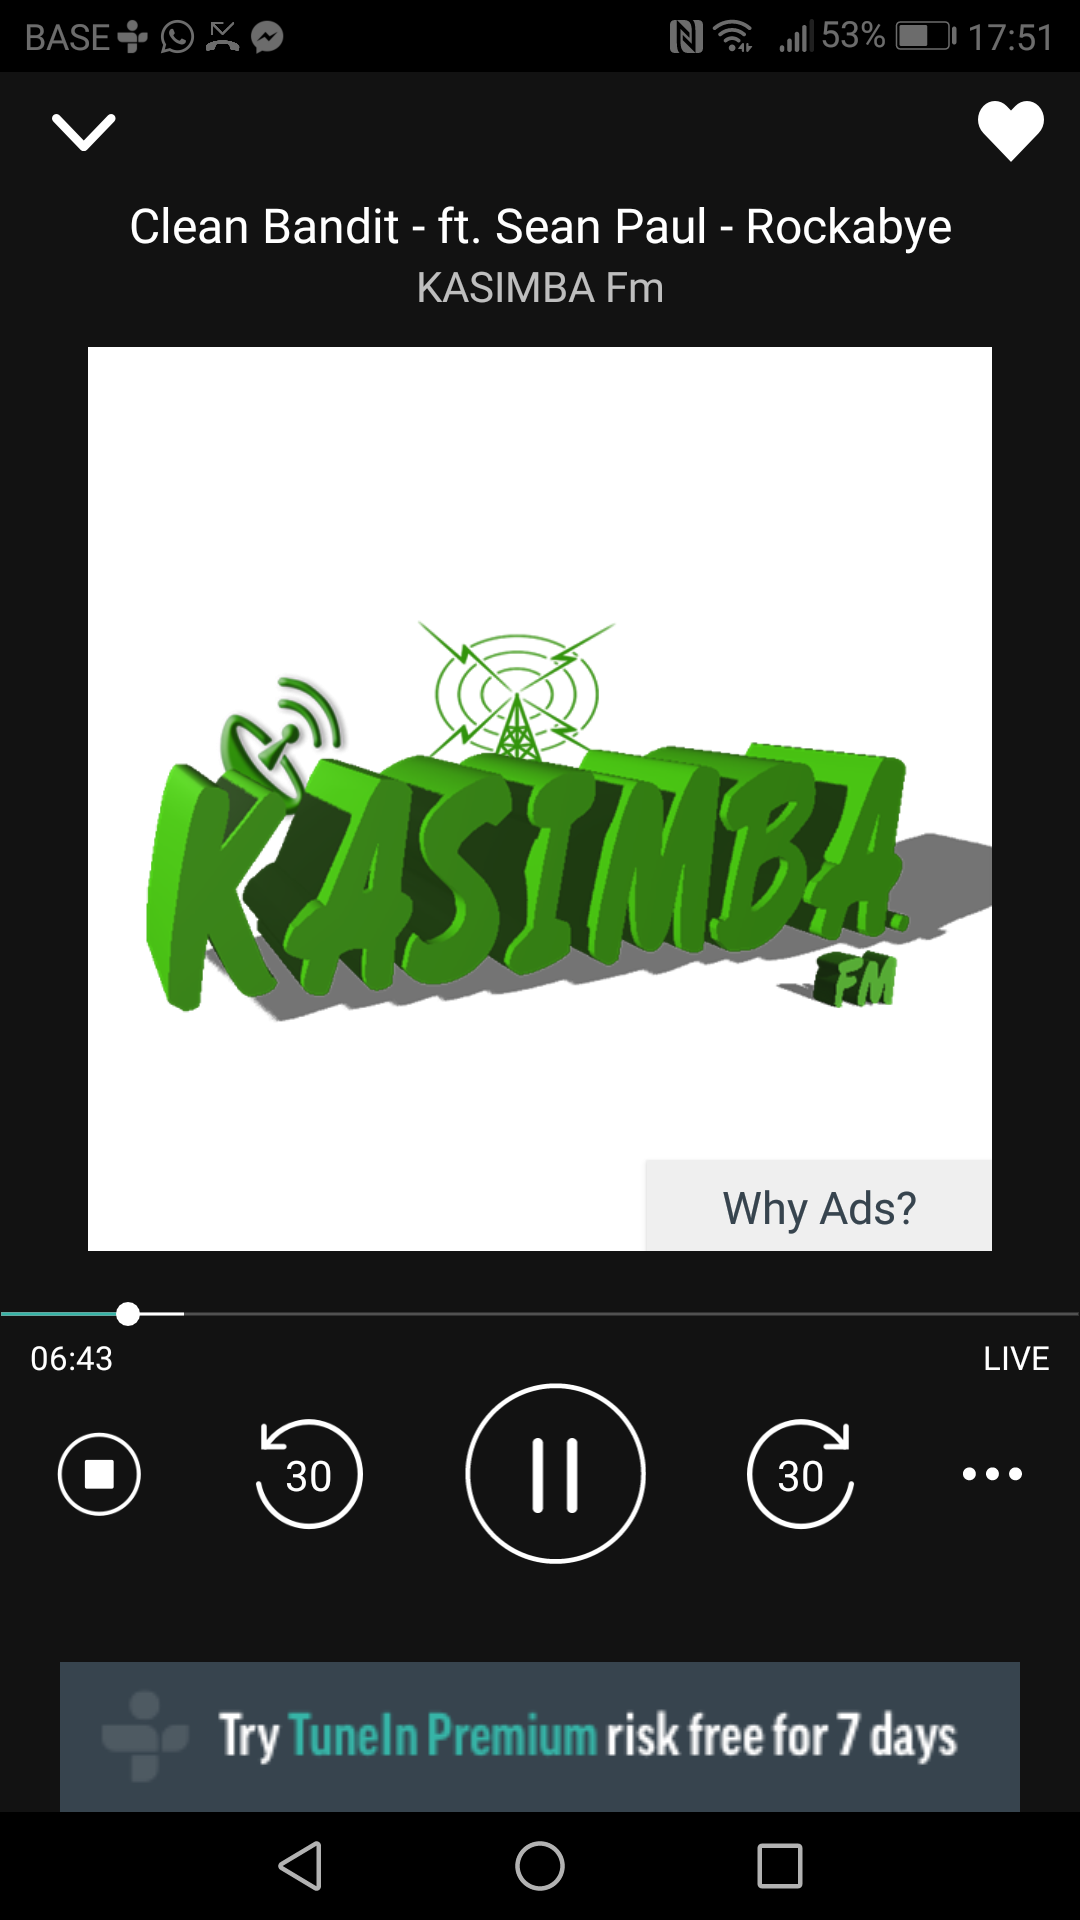 BASE 53% 17:51
Clean Bandit - ft. Sean Paul - Rockabye
KASIMBA Fm
KASIMBA.
FM
Why Ads?
06:43 LIVE
30 30
Try TuneIn Premium risk free for 7 days